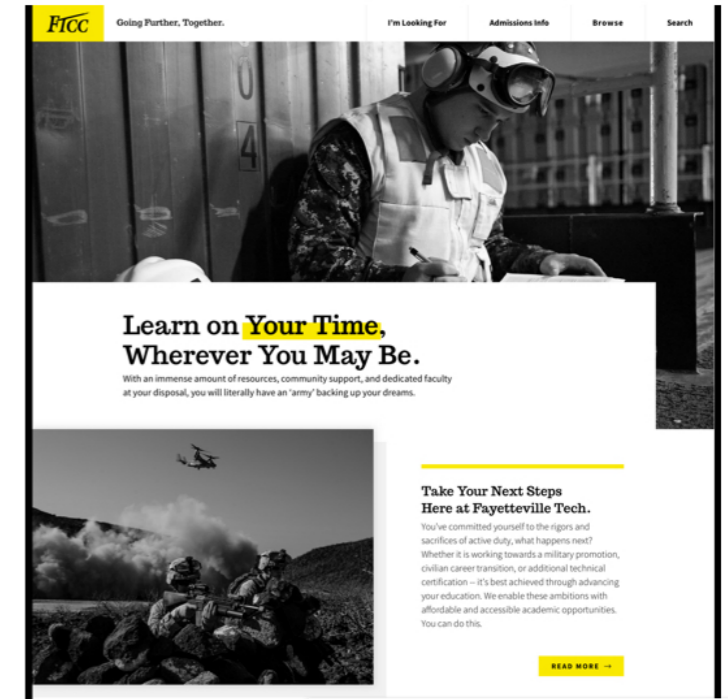 FTCC
Going Further, Together.
I'm Looking For
Admissions Info
Browse
Search
04
Learn on Your Time,
Wherever You May Be.
With an immense amount of resources, community support, and dedicated faculty
at your disposal, you will literally have an 'army' backing up your dreams.
Take Your Next Steps
Here at Fayetteville Tech.
You've committed yourself to the rigors and
sacrifices of active duty, what happens next?
Whether it is working towards a military promotion,
civilian career transition, or additional technical
certification -- it's best achieved through advancing
your education. We enable these ambitions with
affordable and accessible academic opportunities.
You can do this.
READ MORE →